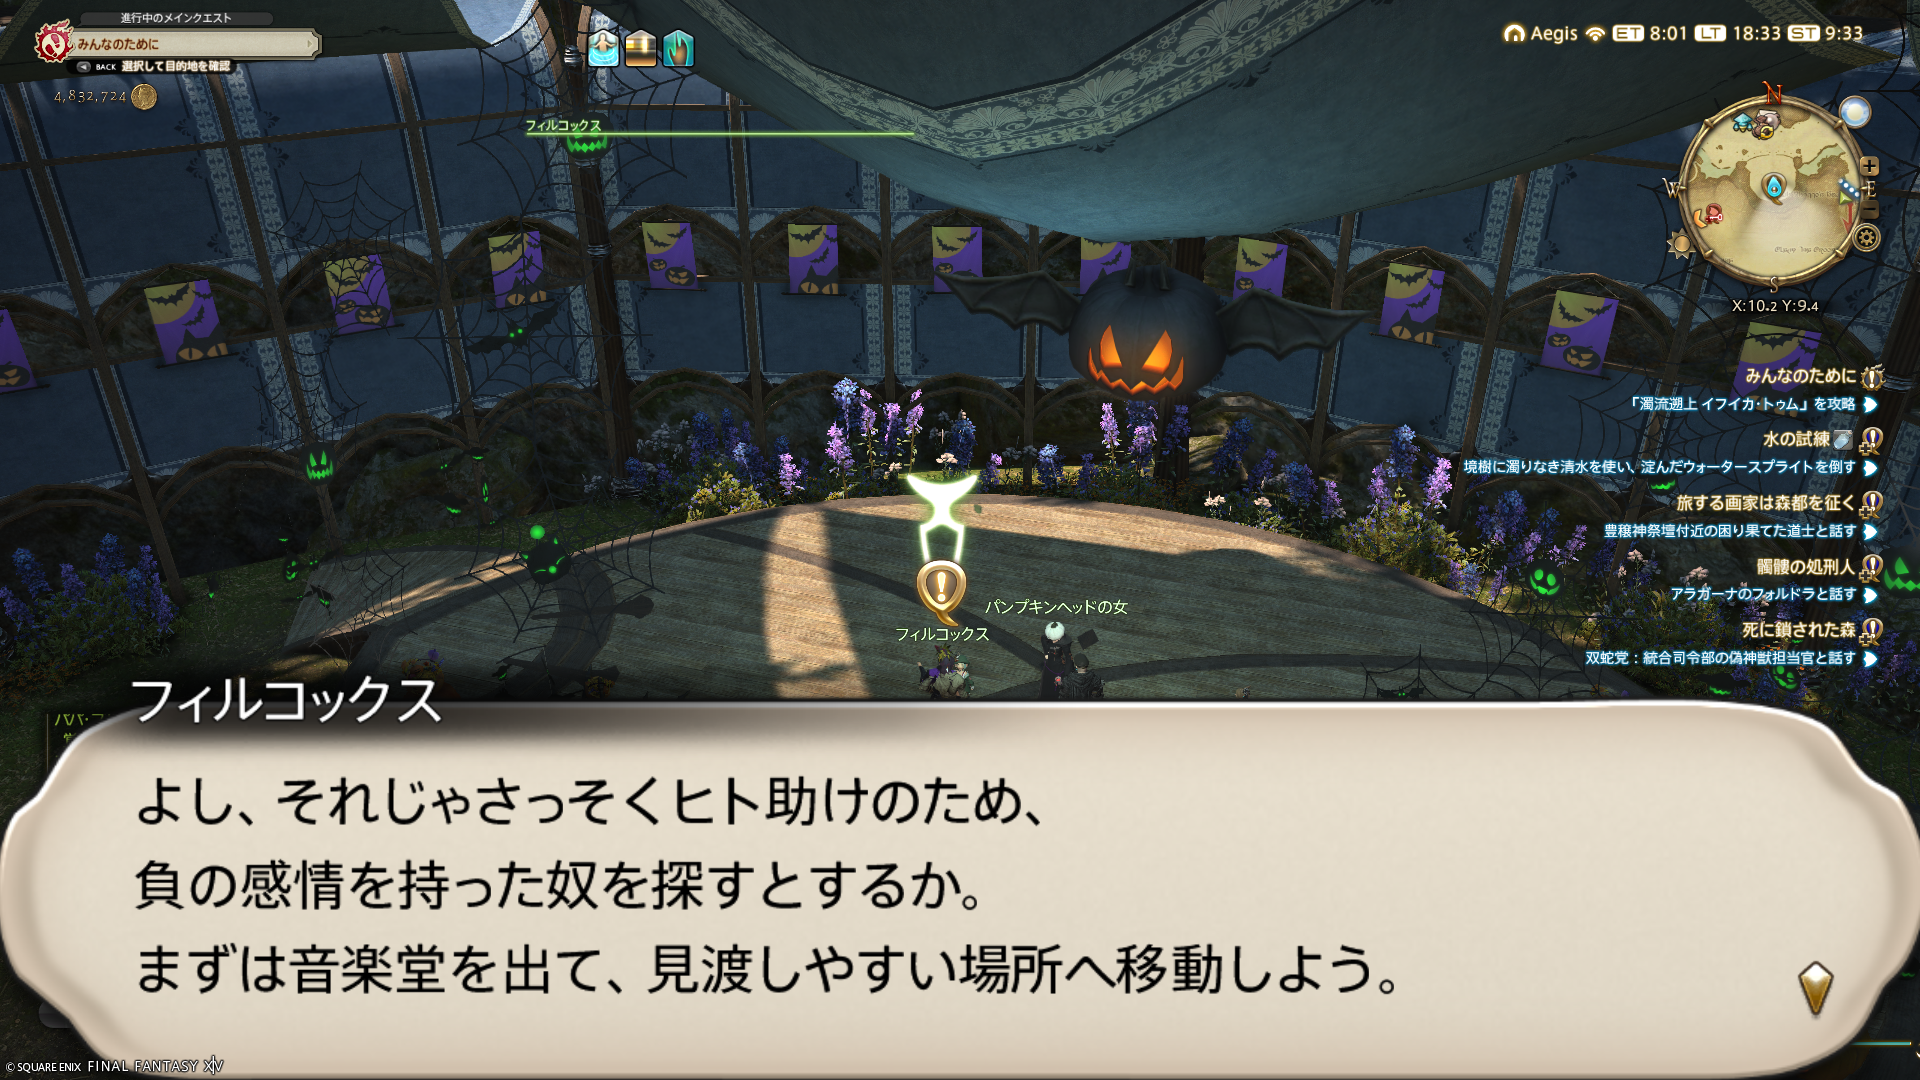 進行中のメインクエスト
みんなのために
BACK 選択して目的地を確認
4,832,724
フィルコックス
Aegis ET 8:01 LT 18:33 ST 9:33
N
W
E
S
X:10.2 Y:9.4
みんなのために
「濁流遡上 イフイカ・トゥム」を攻略
水の試練
境樹に濁りなき清水を使い、淀んだウォータースプライトを倒す
旅する画家は森都を征く
豊穣神祭壇付近の困り果てた道士と話す
髑髏の処刑人
アラガーナのフォルドラと話す
死に鎖された森
双蛇党：統合司令部の偽神獣担当官と話す
パンプキンヘッドの女
フィルコックス
フィルコックス
よし、それじゃさっそくヒト助けのため、
負の感情を持った奴を探すとするか。
まずは音楽堂を出て、見渡しやすい場所へ移動しよう。
© SQUARE ENIX FINAL FANTASY XIV